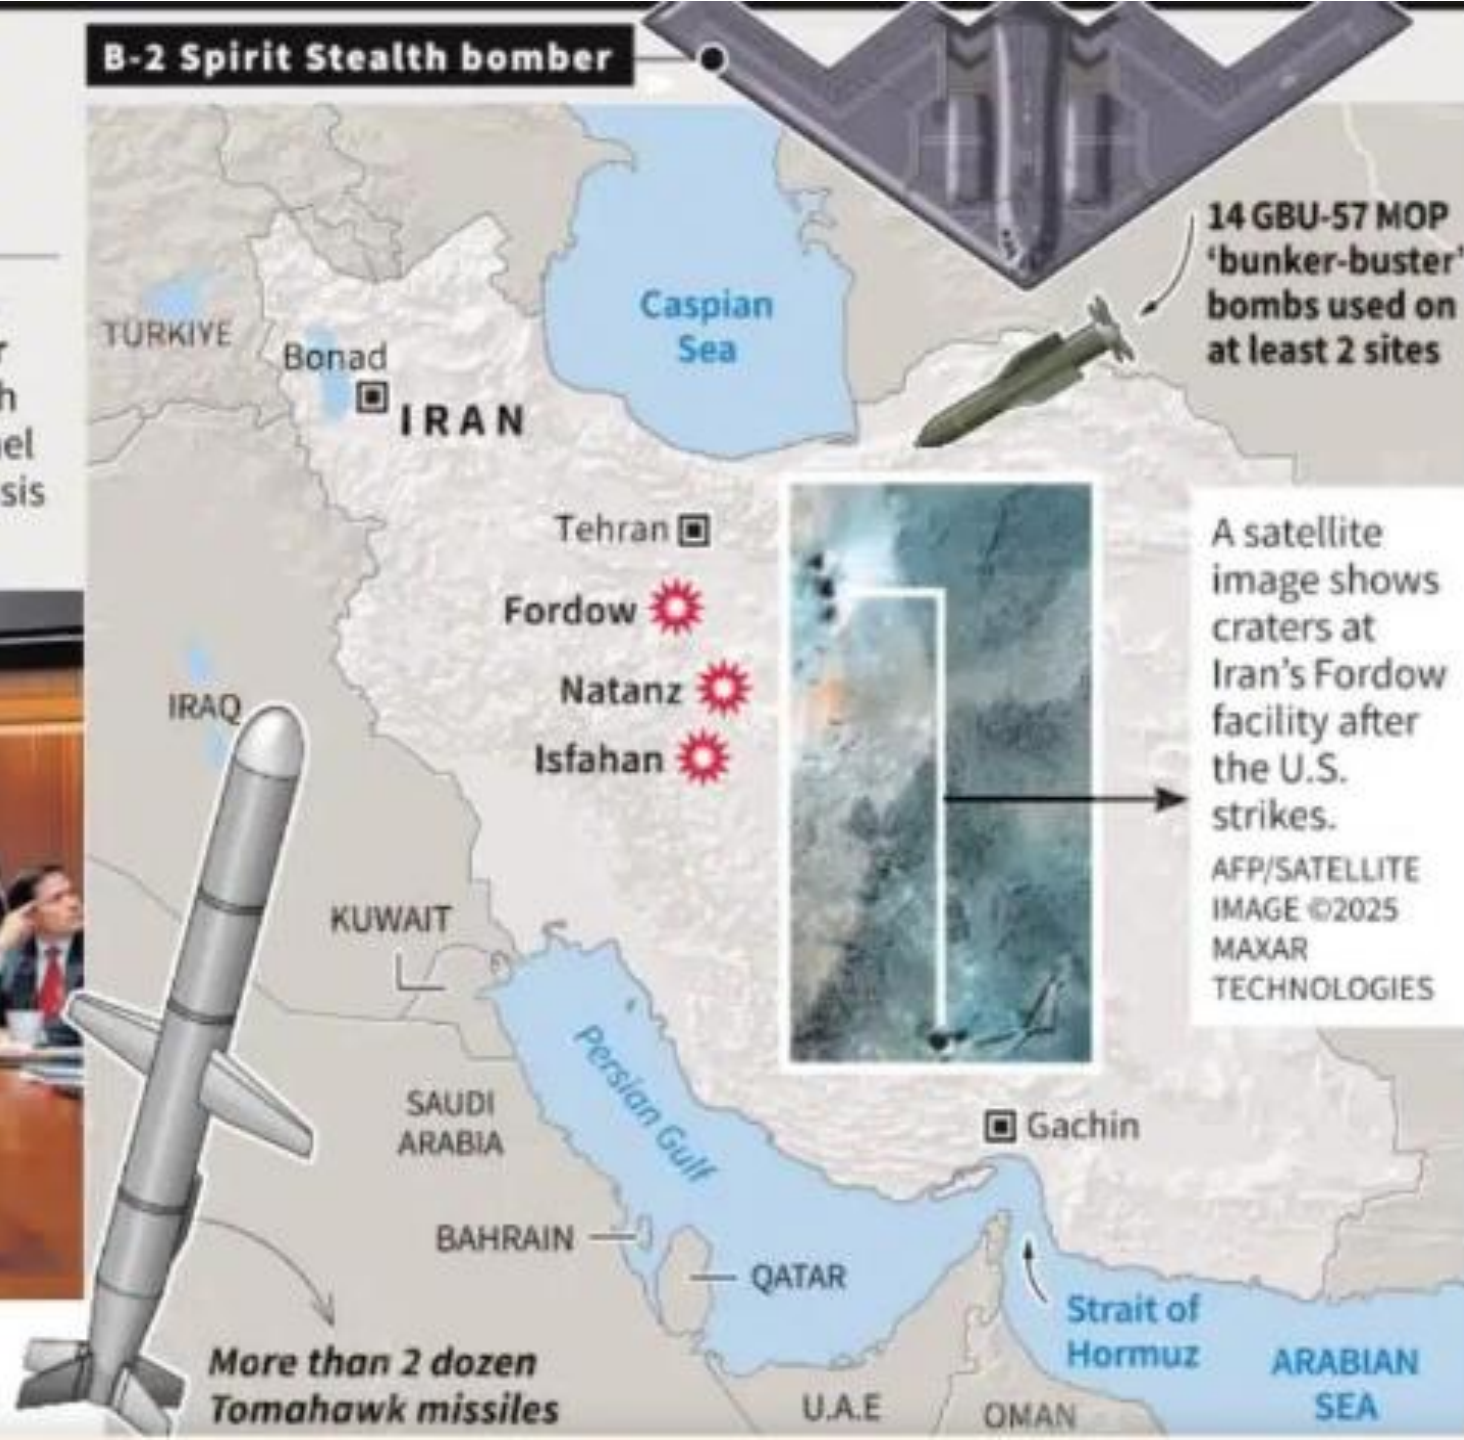 B-2 Spirit Stealth bomber
14 GBU-57 MOP
‘bunker-buster’
bombs used on
at least 2 sites
Caspian
Sea
TÜRKIYE
Bonad
IRAN
sis
Tehran
Fordow
Natanz
Isfahan
A satellite
image shows
craters at
Iran’s Fordow
facility after
the U.S.
strikes.
AFP/SATELLITE
IMAGE ©2025
MAXAR
TECHNOLOGIES
IRAQ
KUWAIT
Persian Gulf
SAUDI
ARABIA
Gachin
BAHRAIN
QATAR
Strait of
Hormuz
ARABIAN
SEA
More than 2 dozen
Tomahawk missiles
U.A.E
OMAN